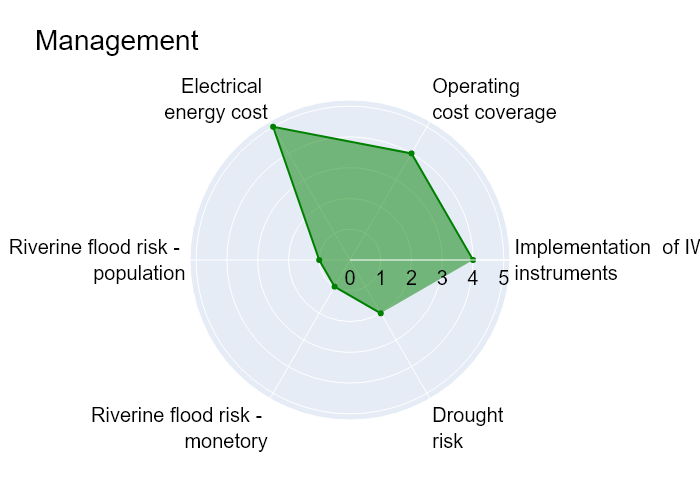 Management
Electrical
energy cost
Operating
cost coverage
Riverine flood risk -
population
Implementation of
instruments
0 1 2 3 4 5
Riverine flood risk -
monetory
Drought
risk